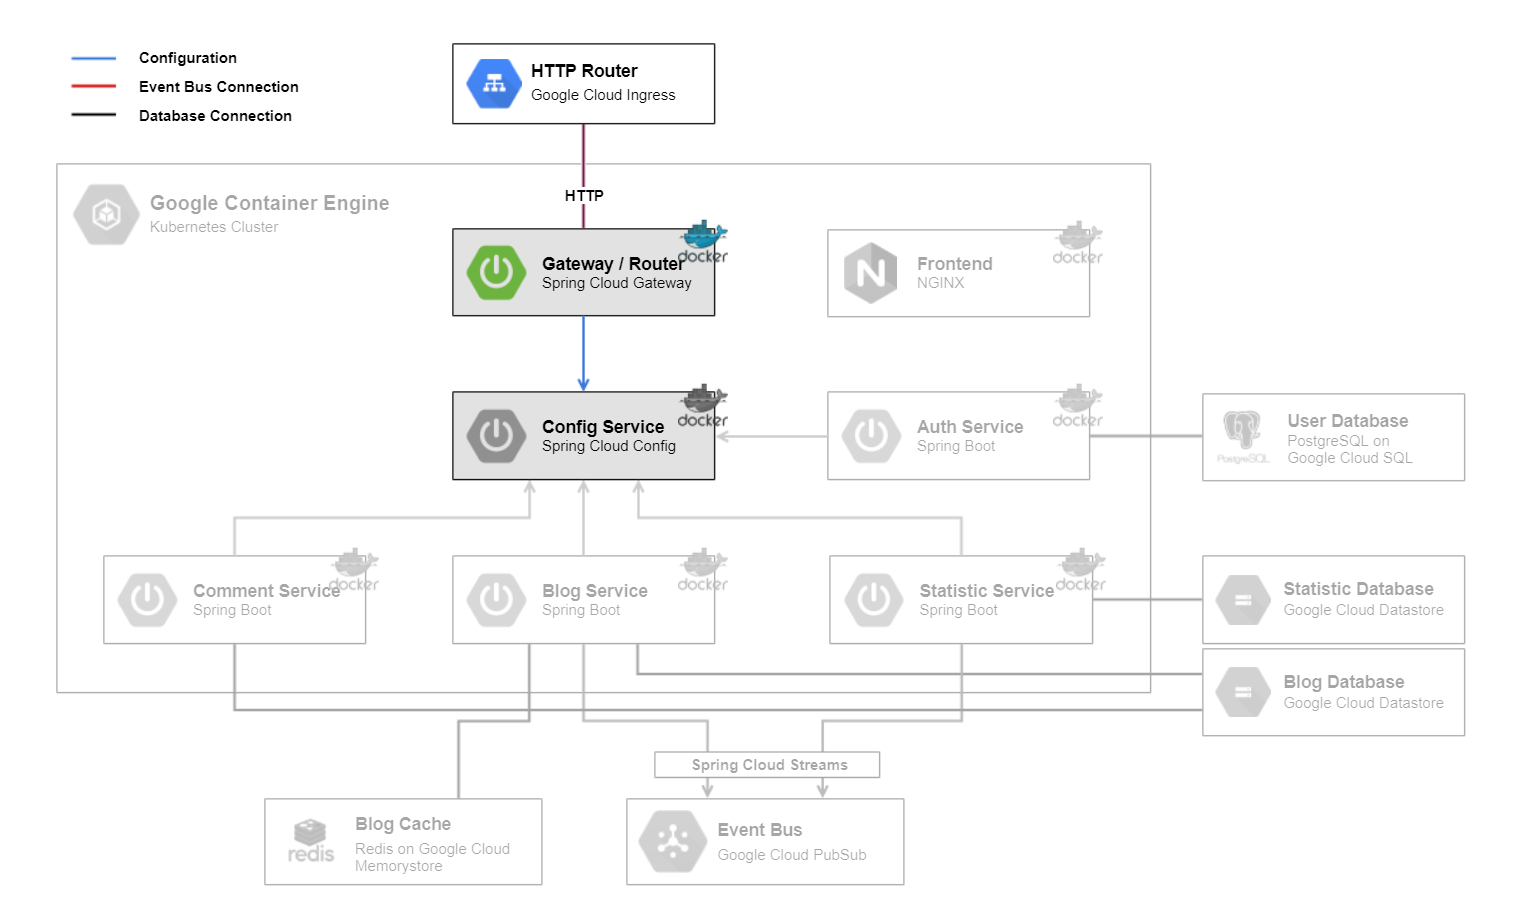 Configuration
Event Bus Connection
Database Connection
HTTP Router
Google Cloud Ingress
HTTP
Google Container Engine
Kubernetes Cluster
docker
Gateway / Router
Spring Cloud Gateway
docker
Frontend
NGINX
docker
Config Service
Spring Cloud Config
docker
Auth Service
Spring Boot
PostgreSQL
User Database
PostgreSQL on
Google Cloud SQL
docker
Comment Service
Spring Boot
docker
Blog Service
Spring Boot
docker
Statistic Service
Spring Boot
Statistic Database
Google Cloud Datastore
Blog Database
Google Cloud Datastore
Spring Cloud Streams
redis
Blog Cache
Redis on Google Cloud
Memorystore
Event Bus
Google Cloud PubSub